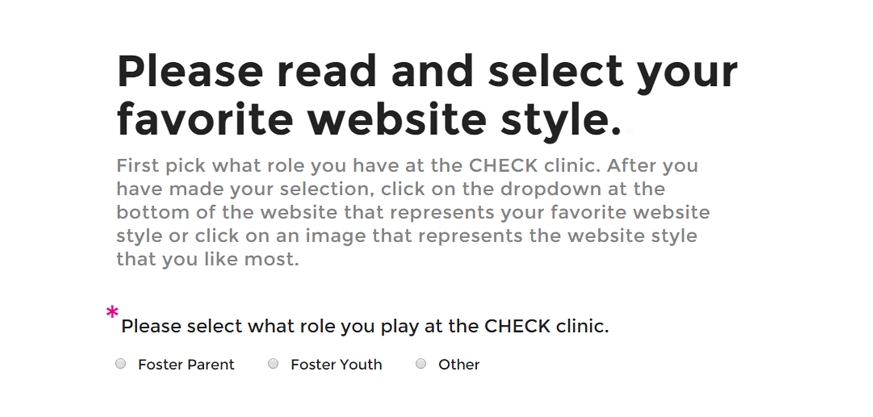 Please read and select your
favorite website style.
First pick what role you have at the CHECK clinic. After you
have made your selection, click on the dropdown at the
bottom of the website that represents your favorite website
style or click on an image that represents the website style
that you like most.
* Please select what role you play at the CHECK clinic.
Foster Parent Foster Youth Other